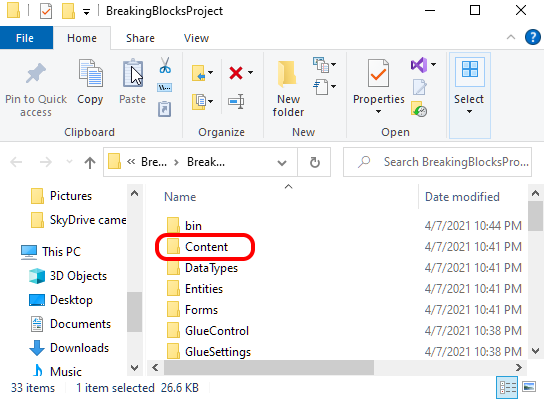 BreakingBlocksProject
File Home Share View
Pin to Quick access
Copy
Paste
Clipboard
Organize
New folder
New
Properties
Open
Select
Bre... Break...
Search BreakingBlocksPro...
Pictures
SkyDrive came
This PC
3D Objects
Desktop
Documents
Downloads
Music
Name Date modified
bin 4/7/2021 10:44 PM
Content 4/7/2021 10:41 PM
DataTypes 4/7/2021 10:41 PM
Entities 4/7/2021 10:41 PM
Forms 4/7/2021 10:41 PM
GlueControl 4/7/2021 10:38 PM
GlueSettings 4/7/2021 10:38 PM
33 items 1 item selected 26.6 KB